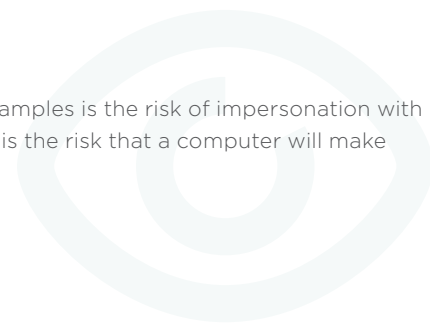 amples is the risk of impersonation with
is the risk that a computer will make